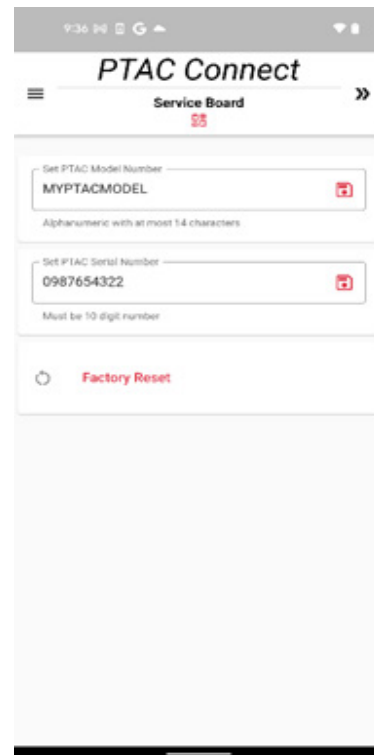 9:36
PTAC Connect
Service Board
Set PTAC Model Number
MYPTACMODEL
Alphanumeric with at most 14 characters
Set PTAC Serial Number
0987654322
Must be 10 digit number
Factory Reset